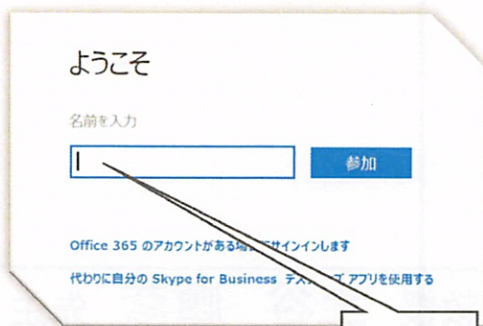 ようこそ
名前を入力
参加
Office 365 のアカウントがある場 サインインします
代わりに自分の Skype for Business アプリを使用する